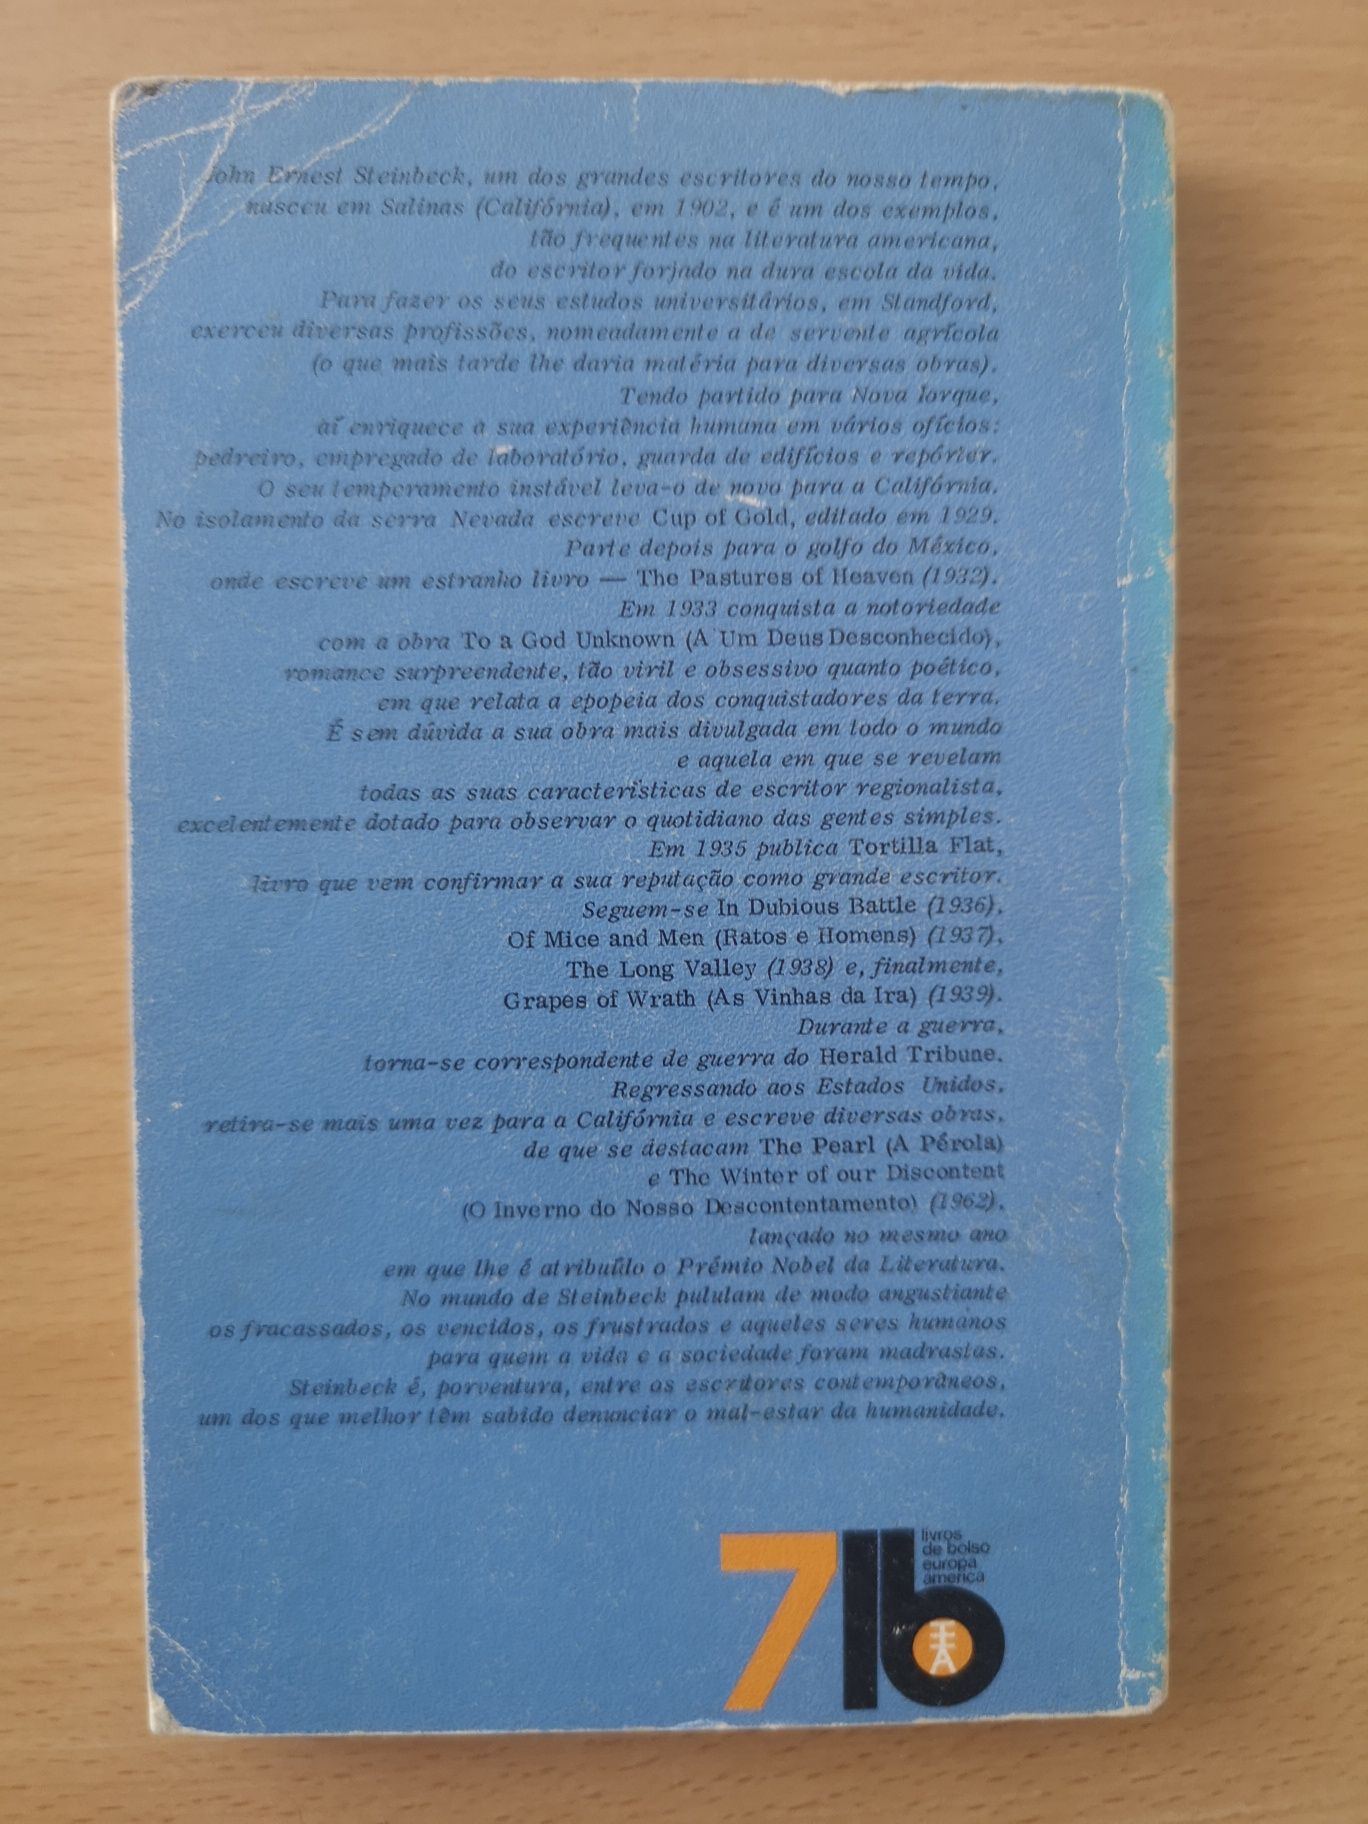 John Ernest Steinbeck, um dos grandes escritores do nosso tempo,
nasceu em Salinas (Califórnia), em 1902, e é um dos exemplos,
tão frequentes na literatura americana,
do escritor forjado na dura escola da vida.
Para fazer os seus estudos universitários, em Standford,
exerceu diversas profissões, nomeadamente a de servente agrícola
(o que mais tarde lhe daria matéria para diversas obras).
Tendo partido para Nova Iorque,
aí enriquece a sua experiência humana em vários ofícios:
pedreiro, empregado de laboratório, guarda de edifícios e repórter.
O seu temperamento instável leva-o de novo para a Califórnia.
No isolamento da serra Nevada escreve Cup of Gold, editado em 1929.
Parte depois para o golfo do México,
onde escreve um estranho livro — The Pastures of Heaven (1932).
Em 1933 conquista a notoriedade
com a obra To a God Unknown (A Um Deus Desconhecido),
romance surpreendente, tão viril e obsessivo quanto poético,
em que relata a epopeia dos conquistadores da terra.
É sem dúvida a sua obra mais divulgada em todo o mundo
e aquela em que se revelam
todas as suas características de escritor regionalista,
excelentemente dotado para observar o quotidiano das gentes simples.
Em 1935 publica Tortilla Flat,
livro que vem confirmar a sua reputação como grande escritor.
Seguem-se In Dubious Battle (1936),
Of Mice and Men (Ratos e Homens) (1937),
The Long Valley (1938) e, finalmente,
Grapes of Wrath (As Vinhas da Ira) (1939).
Durante a guerra,
torna-se correspondente de guerra do Herald Tribune.
Regressando aos Estados Unidos,
retira-se mais uma vez para a Califórnia e escreve diversas obras,
de que se destacam The Pearl (A Pérola)
e The Winter of our Discontent
(O Inverno do Nosso Descontentamento) (1962),
lançado no mesmo ano
em que lhe é atribuído o Prémio Nobel da Literatura.
No mundo de Steinbeck pululam de modo angustiante
os fracassados, os vencidos, os frustrados e aqueles seres humanos
para quem a vida e a sociedade foram madrastas.
Steinbeck é, porventura, entre os escritores contemporâneos,
um dos que melhor têm sabido denunciar o mal-estar da humanidade.
7 lb
livros
de bolso
europa
america